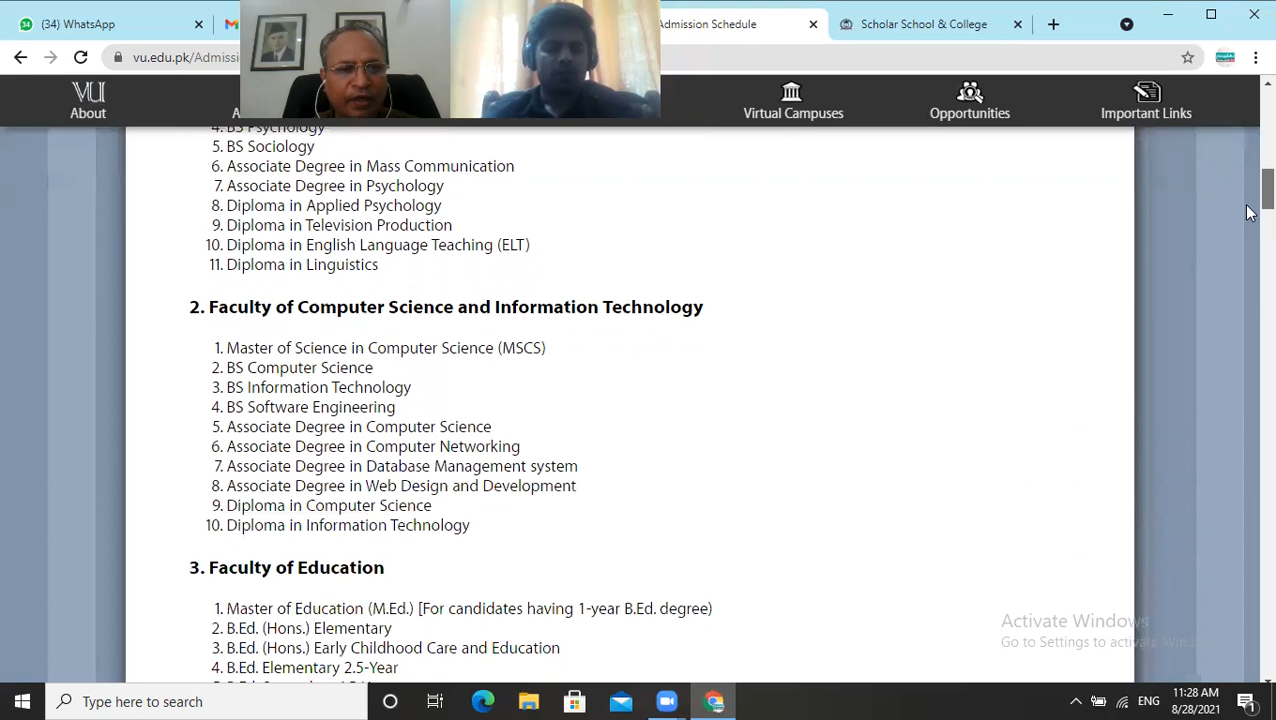 (34) WhatsApp
Admission Schedule
Scholar School & College
vu.edu.pk/Admissi
VU
About
Virtual Campuses
Opportunities
Important Links
4. BS Psychology
5. BS Sociology
6. Associate Degree in Mass Communication
7. Associate Degree in Psychology
8. Diploma in Applied Psychology
9. Diploma in Television Production
10. Diploma in English Language Teaching (ELT)
11. Diploma in Linguistics
2. Faculty of Computer Science and Information Technology
1. Master of Science in Computer Science (MSCS)
2. BS Computer Science
3. BS Information Technology
4. BS Software Engineering
5. Associate Degree in Computer Science
6. Associate Degree in Computer Networking
7. Associate Degree in Database Management system
8. Associate Degree in Web Design and Development
9. Diploma in Computer Science
10. Diploma in Information Technology
3. Faculty of Education
1. Master of Education (M.Ed.) [For candidates having 1-year B.Ed. degree)
2. B.Ed. (Hons.) Elementary
3. B.Ed. (Hons.) Early Childhood Care and Education
4. B.Ed. Elementary 2.5-Year
Activate Windows
Go to Settings to activate Windows.
Type here to search
ENG
11:28 AM
8/28/2021